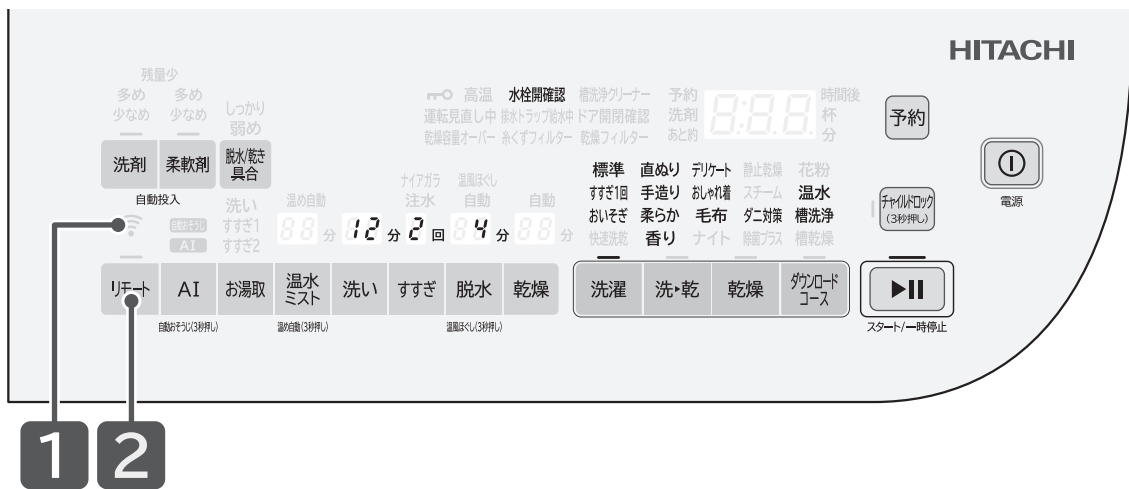 HITACHI
残量少
多め 多め
少なめ 少なめ しっかり
弱め
高温 水栓開確認 槽洗浄クリーナー 予約 時間後
運転見直し中 排水トラップ給水中 ドア開閉確認 洗剤 8:88 杯
乾燥容量オーバー 糸くずフィルター 乾燥フィルター あと約 分
予約
洗剤 柔軟剤 脱水/乾き
具合
自動投入
電源
標準 直ぬり デリケート 静止乾燥 花粉
すすぎ1回 手造り おしゃれ着 スチーム 温水
おいそぎ 柔らか 毛布 ダニ対策 槽洗浄
快速洗乾 香り ナイト 除菌プラス 槽乾燥
チャイルドロック
(3秒押し)
ナイアガラ 温風ほぐし
洗い 温め自動 注水 自動 自動
自動おそうじ すすぎ1 88 分 12 分 2 回 4 分 88 分
AI すすぎ2
リモート AI お湯取 温水
ミスト 洗い すすぎ 脱水 乾燥
洗濯 洗▸乾 乾燥 ダウンロード
コース
自動おそうじ(3秒押し) 温め自動(3秒押し) 温風ほぐし(3秒押し)
スタート/一時停止
1 2